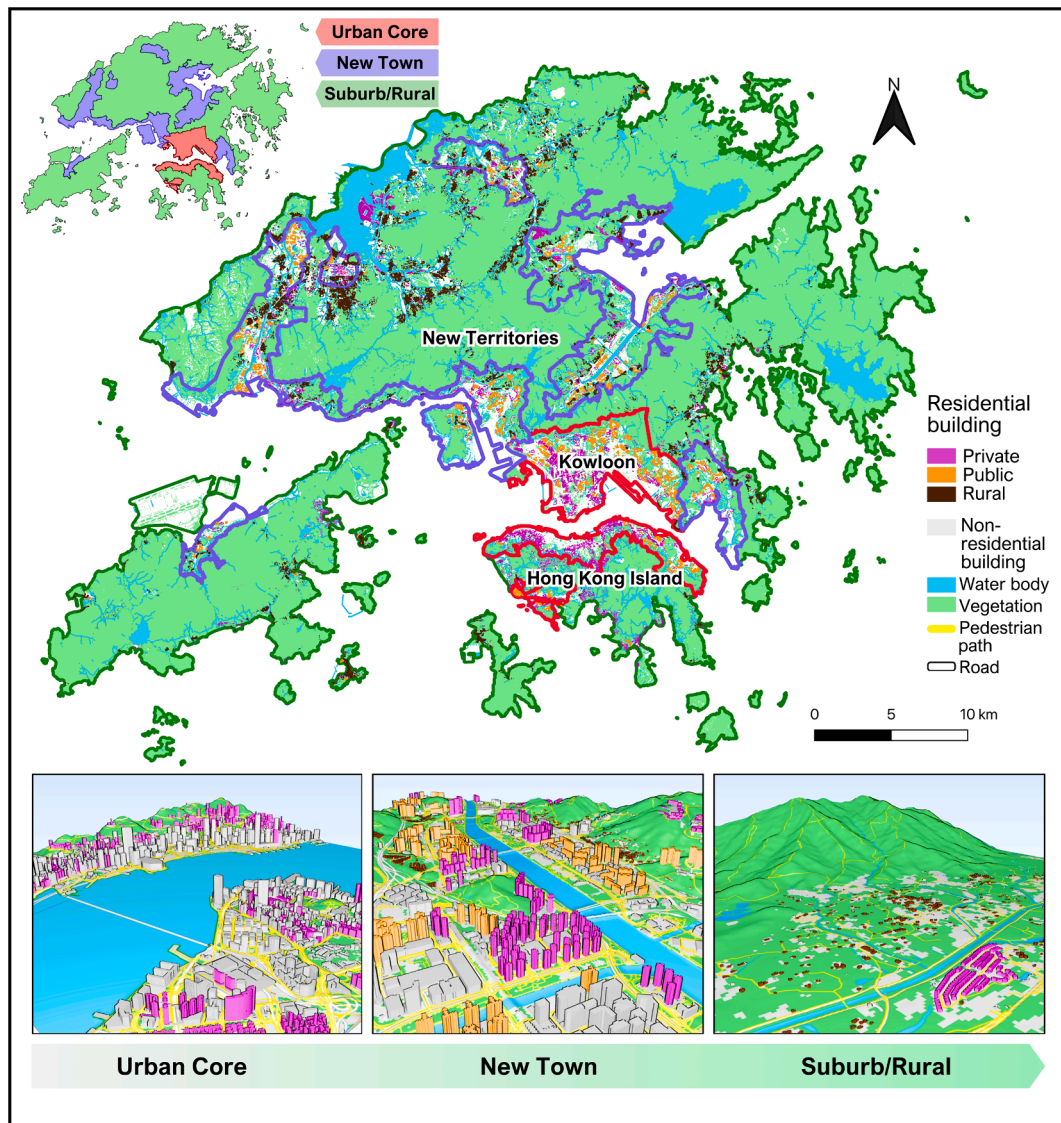 Urban Core
New Town
Suburb/Rural
N
New Territories
Kowloon
Hong Kong Island
Residential
building
Private
Public
Rural
Non-
residential
building
Water body
Vegetation
Pedestrian
path
Road
0 5 10 km
Urban Core New Town Suburb/Rural